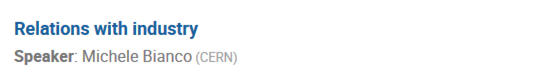 Relations with industry
Speaker: Michele Bianco (CERN)